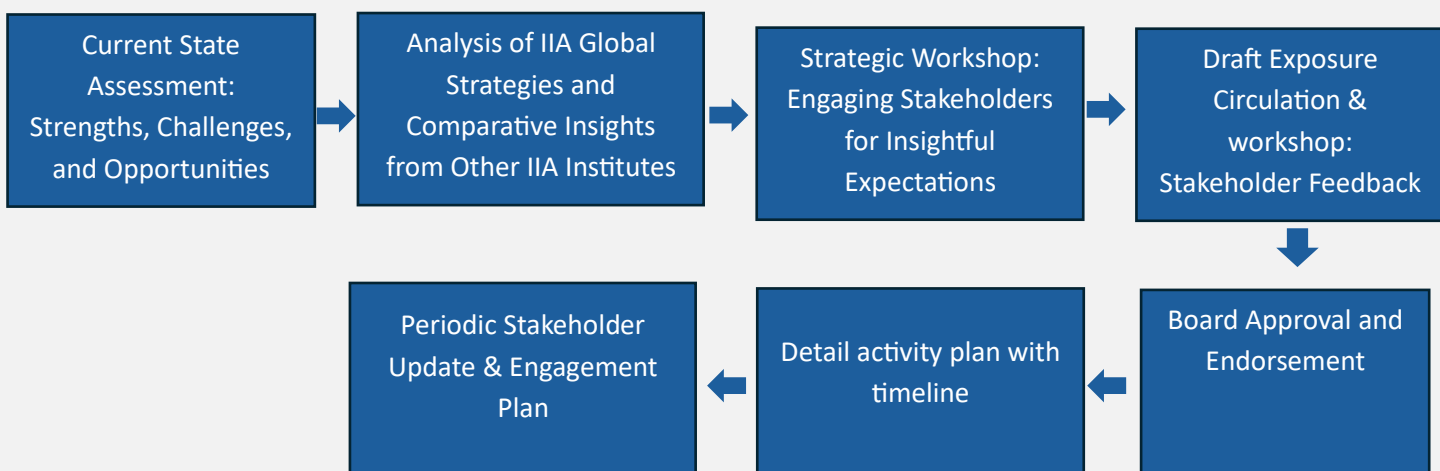 Current State
Assessment:
Strengths, Challenges,
and Opportunities
Analysis of IIA Global
Strategies and
Comparative Insights
from Other IIA Institutes
Strategic Workshop:
Engaging Stakeholders
for Insightful
Expectations
Draft Exposure
Circulation &
workshop:
Stakeholder Feedback
Board Approval and
Endorsement
Detail activity plan with
timeline
Periodic Stakeholder
Update & Engagement
Plan